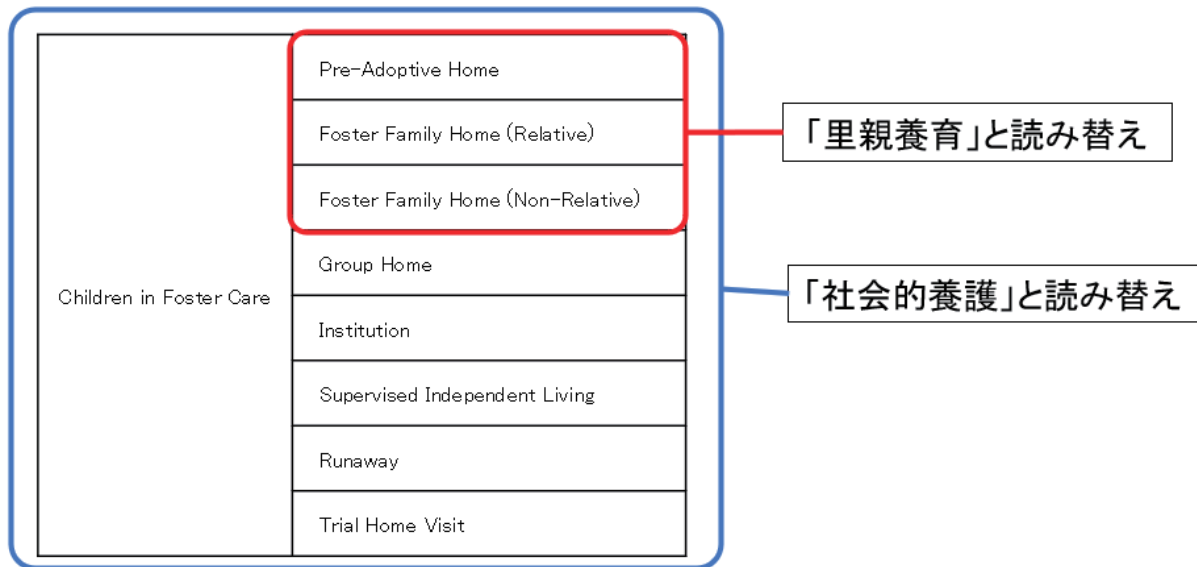 Pre-Adoptive Home
Foster Family Home (Relative)
「里親養育」と読み替え
Foster Family Home (Non-Relative)
Group Home
Children in Foster Care
「社会的養護」と読み替え
Institution
Supervised Independent Living
Runaway
Trial Home Visit